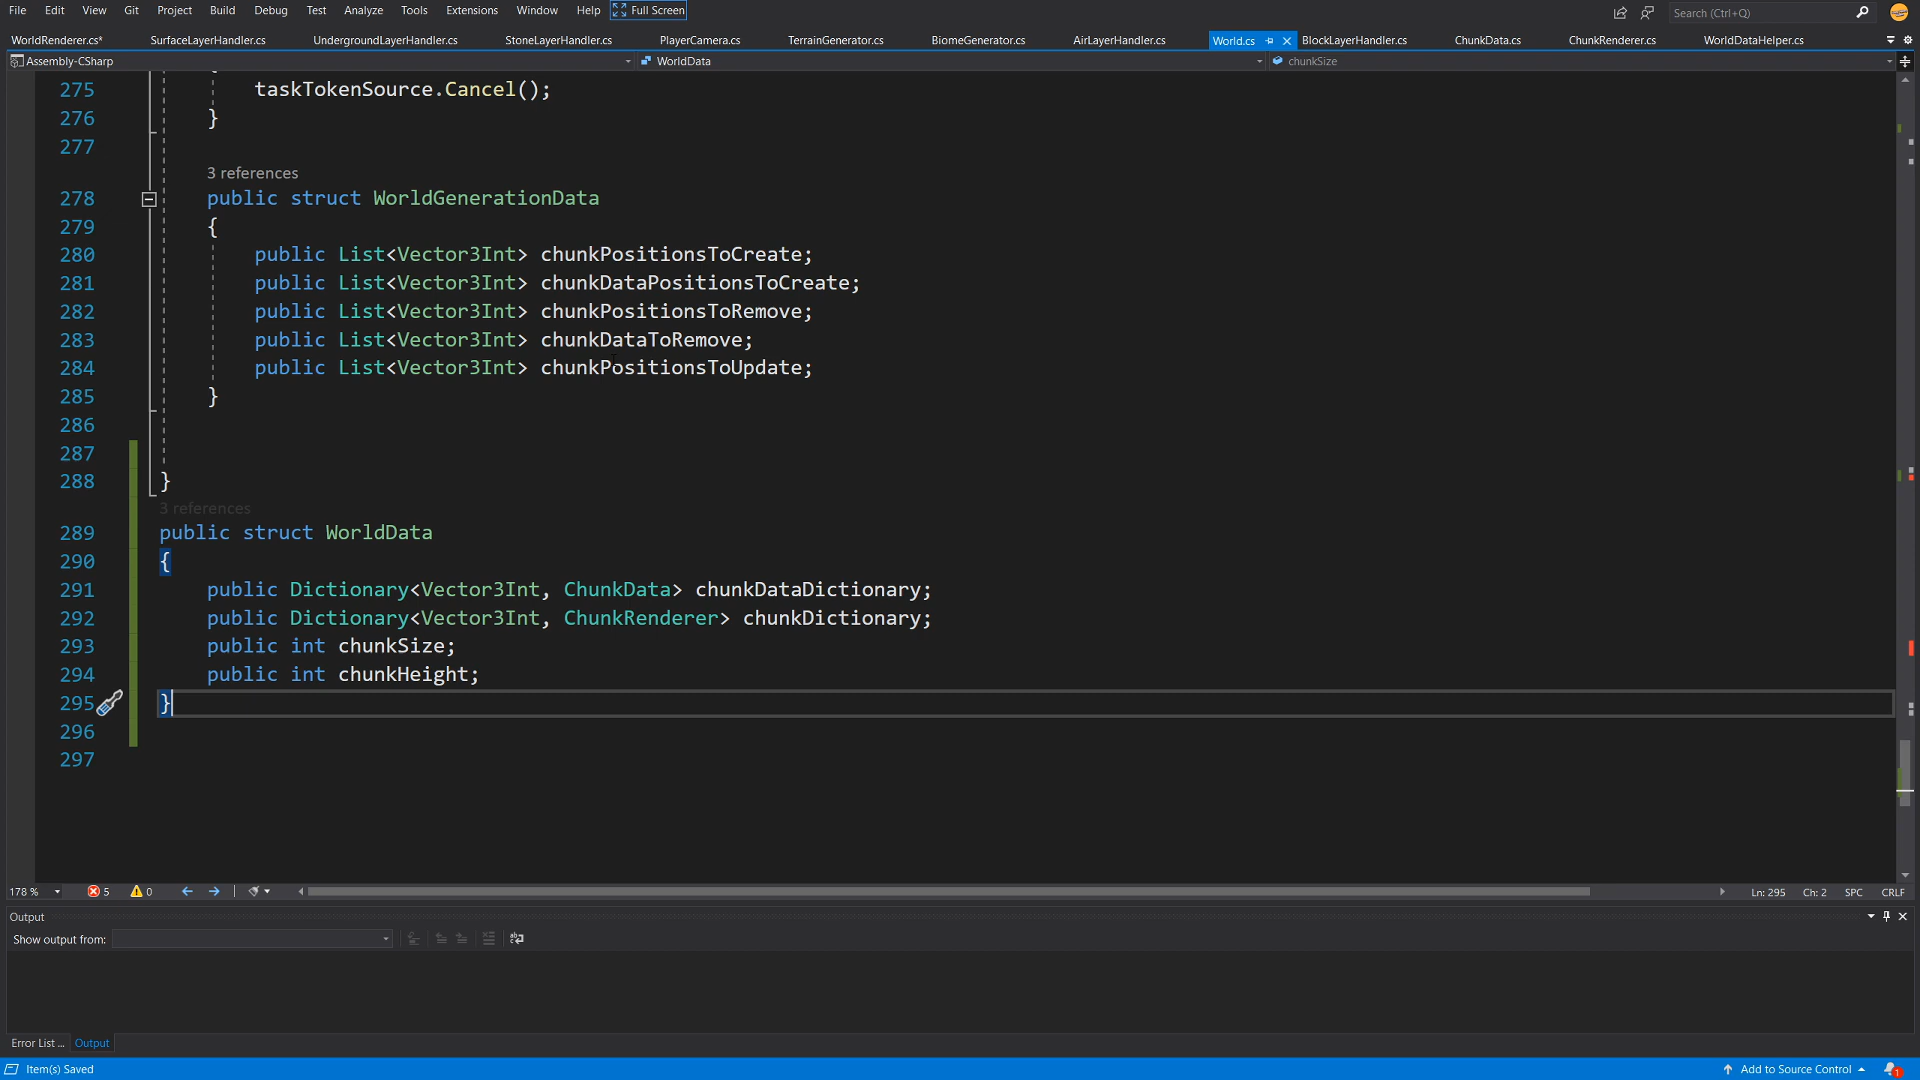 File Edit View Git Project Build Debug Test Analyze Tools Extensions Window Help Full Screen Search (Ctrl+Q)
WorldRenderer.cs* SurfaceLayerHandler.cs UndergroundLayerHandler.cs StoneLayerHandler.cs PlayerCamera.cs TerrainGenerator.cs BiomeGenerator.cs AirLayerHandler.cs World.cs BlockLayerHandler.cs ChunkData.cs ChunkRenderer.cs WorldDataHelper.cs
Assembly-CSharp WorldData chunkSize
275 taskTokenSource.Cancel();
276 }
277
3 references
278 public struct WorldGenerationData
279 {
280 public List<Vector3Int> chunkPositionsToCreate;
281 public List<Vector3Int> chunkDataPositionsToCreate;
282 public List<Vector3Int> chunkPositionsToRemove;
283 public List<Vector3Int> chunkDataToRemove;
284 public List<Vector3Int> chunkPositionsToUpdate;
285 }
286
287
288 }
3 references
289 public struct WorldData
290 {
291 public Dictionary<Vector3Int, ChunkData> chunkDataDictionary;
292 public Dictionary<Vector3Int, ChunkRenderer> chunkDictionary;
293 public int chunkSize;
294 public int chunkHeight;
295 }
296
297
178 % 5 0 Ln: 295 Ch: 2 SPC CRLF
Output
Show output from:
Error List ... Output
Item(s) Saved Add to Source Control 1